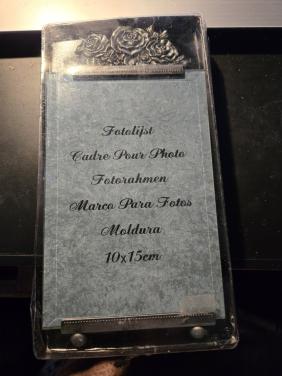 Fotolijst
Cadre Pour Photo
Fotorahmen
Marco Para Fotos
Moldura
10x15cm